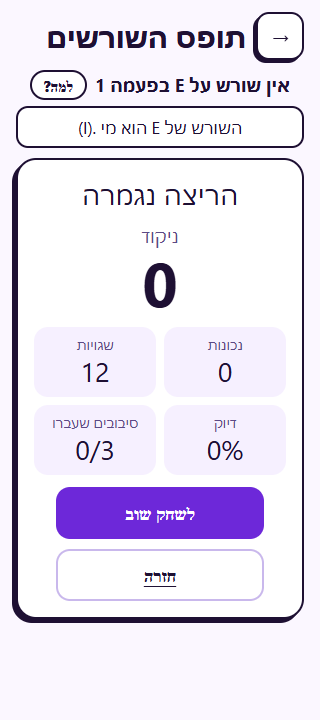 תופס השורשים
→
אין שורש על E בפעמה 1
למה?
השורש של E הוא מי .(I)
הריצה נגמרה
ניקוד
0
נכונות
0
שגויות
12
דיוק
0%
סיבובים שעברו
0/3
לשחק שוב
חזרה